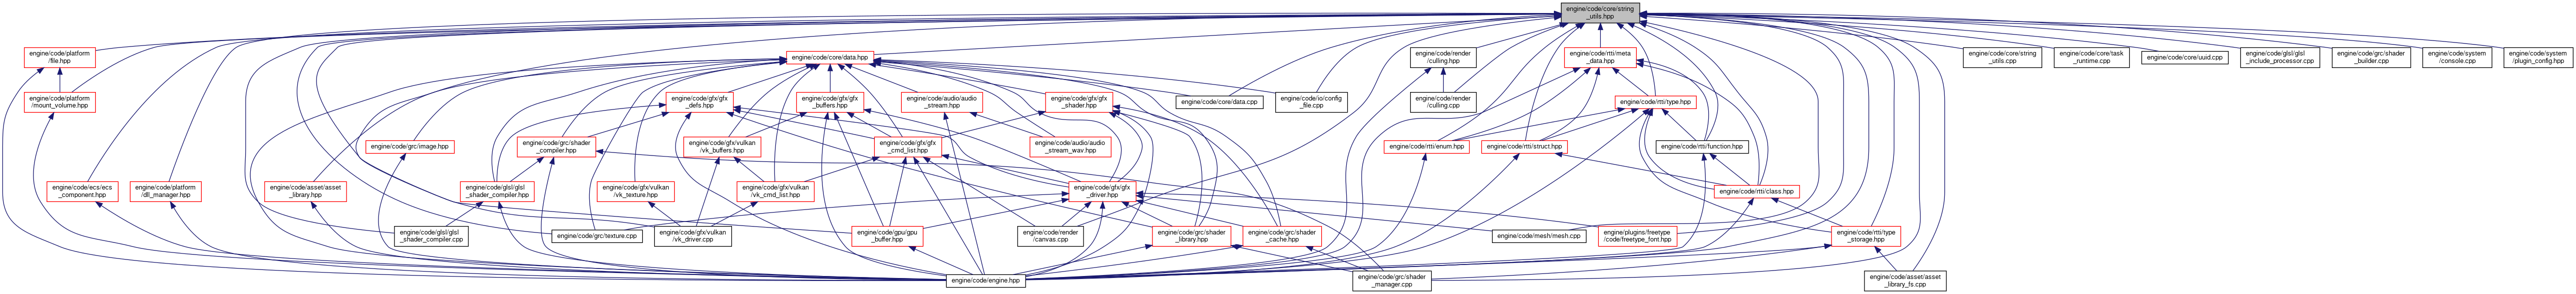 engine/code/core/string
_utils.hpp
engine/code/platform
/file.hpp
engine/code/core/data.hpp
engine/code/render
/culling.hpp
engine/code/rtti/meta
_data.hpp
engine/code/core/string
_utils.cpp
engine/code/core/task
_runtime.cpp
engine/code/core/uuid.cpp
engine/code/glsl/glsl
_include_processor.cpp
engine/code/grc/shader
_builder.cpp
engine/code/system
/console.cpp
engine/code/system
/plugin_config.hpp
engine/code/platform
/mount_volume.hpp
engine/code/gfx/gfx
_defs.hpp
engine/code/gfx/gfx
_buffers.hpp
engine/code/audio/audio
_stream.hpp
engine/code/gfx/gfx
_shader.hpp
engine/code/core/data.cpp
engine/code/io/config
_file.cpp
engine/code/render
/culling.cpp
engine/code/rtti/type.hpp
engine/code/grc/image.hpp
engine/code/grc/shader
_compiler.hpp
engine/code/gfx/vulkan
/vk_buffers.hpp
engine/code/gfx/gfx
_cmd_list.hpp
engine/code/audio/audio
_stream_wav.hpp
engine/code/rtti/enum.hpp
engine/code/rtti/struct.hpp
engine/code/rtti/function.hpp
engine/code/ecs/ecs
_component.hpp
engine/code/platform
/dll_manager.hpp
engine/code/asset/asset
_library.hpp
engine/code/glsl/glsl
_shader_compiler.hpp
engine/code/gfx/vulkan
/vk_texture.hpp
engine/code/gfx/vulkan
/vk_cmd_list.hpp
engine/code/gfx/gfx
_driver.hpp
engine/code/rtti/class.hpp
engine/code/glsl/glsl
_shader_compiler.cpp
engine/code/grc/texture.cpp
engine/code/gfx/vulkan
/vk_driver.cpp
engine/code/gpu/gpu
_buffer.hpp
engine/code/render
/canvas.cpp
engine/code/grc/shader
_library.hpp
engine/code/grc/shader
_cache.hpp
engine/code/mesh/mesh.cpp
engine/plugins/freetype
/code/freetype_font.hpp
engine/code/rtti/type
_storage.hpp
engine/code/engine.hpp
engine/code/grc/shader
_manager.cpp
engine/code/asset/asset
_library_fs.cpp